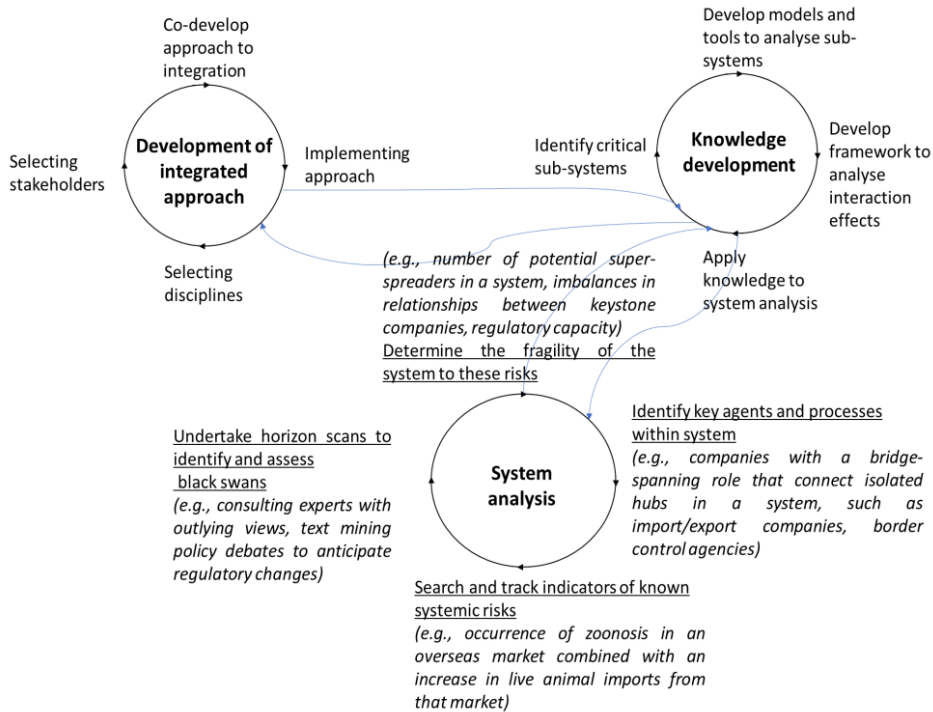 Co-develop
approach to
integration
Development of
integrated
approach
Selecting
stakeholders
Implementing
approach
Selecting
disciplines
Develop models and
tools to analyse sub-
systems
Knowledge
development
Identify critical
sub-systems
Develop
framework to
analyse
interaction
effects
Apply
knowledge to
system analysis
(e.g., number of potential super-
spreaders in a system, imbalances in
relationships between keystone
companies, regulatory capacity)
Determine the fragility of the
system to these risks
System
analysis
Identify key agents and processes
within system
(e.g., companies with a bridge-
spanning role that connect isolated
hubs in a system, such as
import/export companies, border
control agencies)
Undertake horizon scans to
identify and assess
black swans
(e.g., consulting experts with
outlying views, text mining
policy debates to anticipate
regulatory changes)
Search and track indicators of known
systemic risks
(e.g., occurrence of zoonosis in an
overseas market combined with an
increase in live animal imports from
that market)